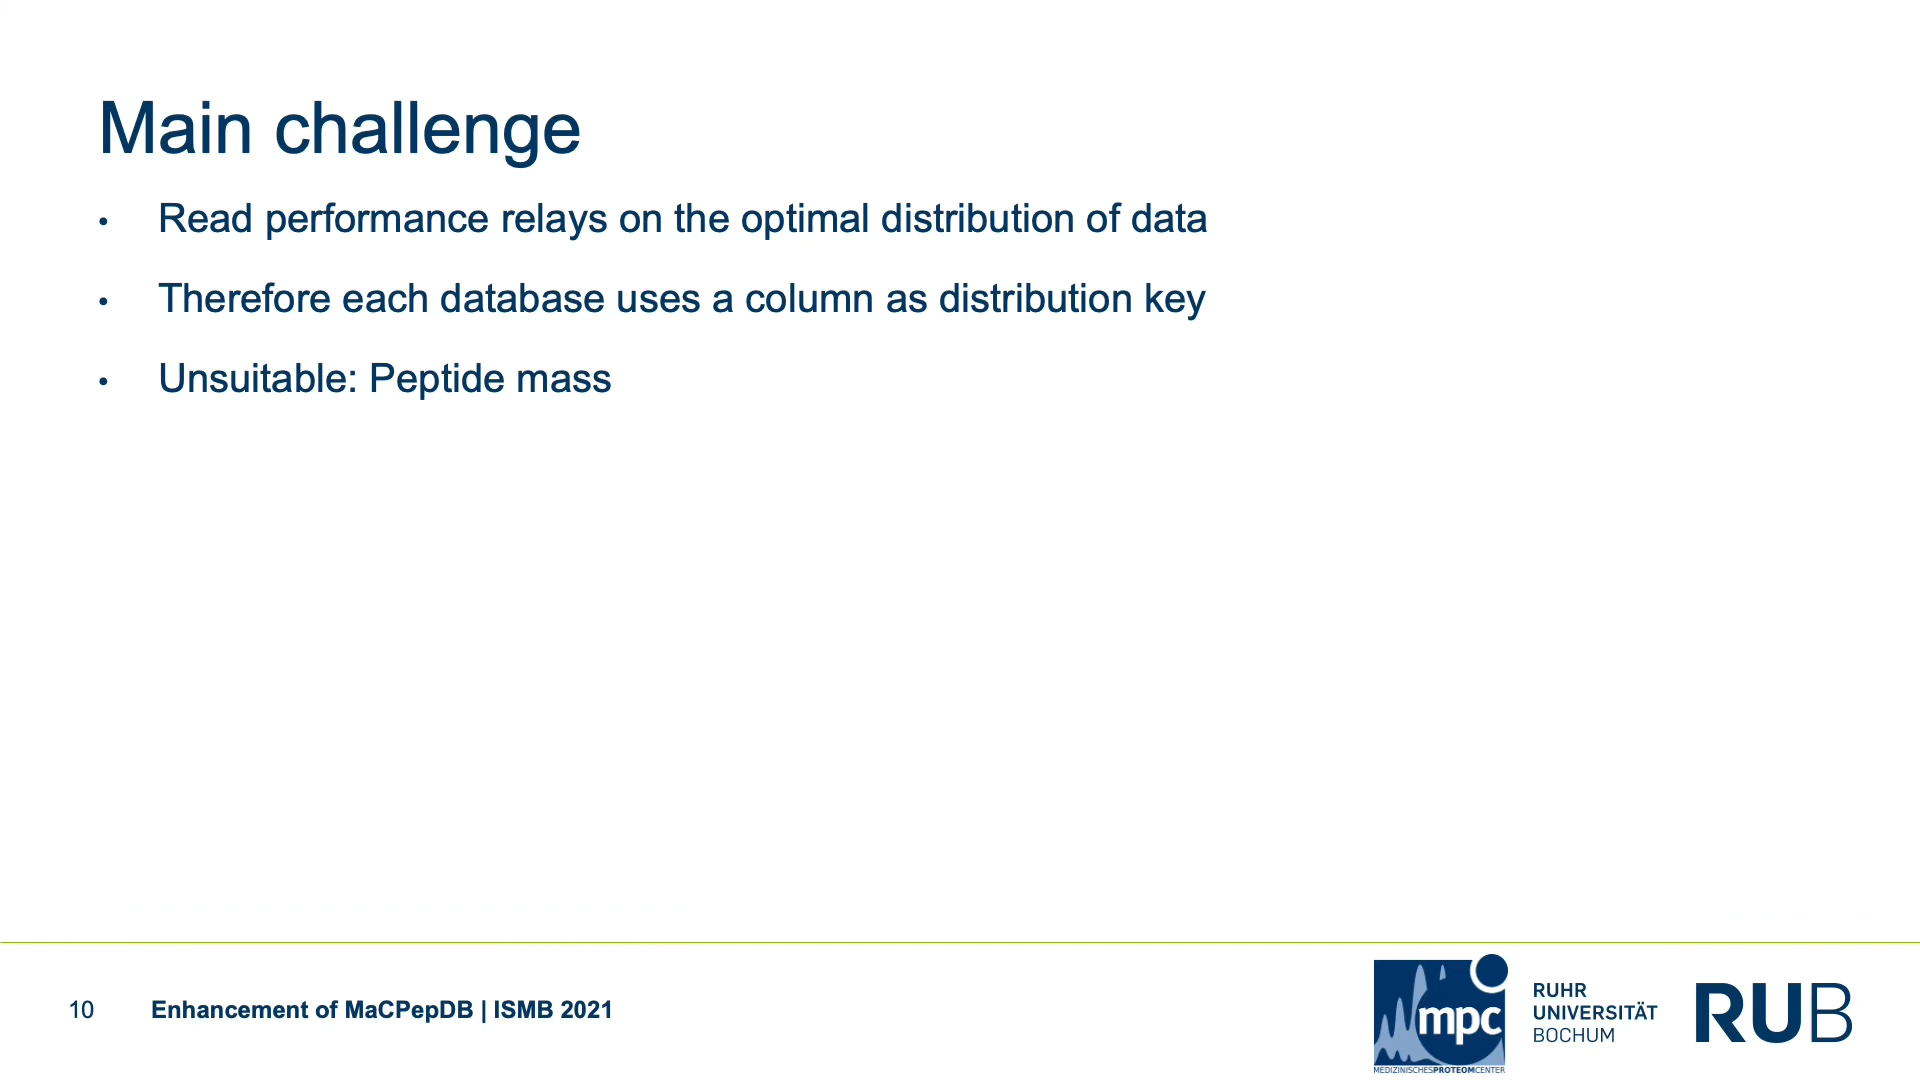 Main challenge
• Read performance relays on the optimal distribution of data
• Therefore each database uses a column as distribution key
• Unsuitable: Peptide mass
10 Enhancement of MaCPepDB | ISMB 2021
mpc
MEDIZINISCHESPROTEOMCENTER
RUHR
UNIVERSITÄT
BOCHUM
RUB